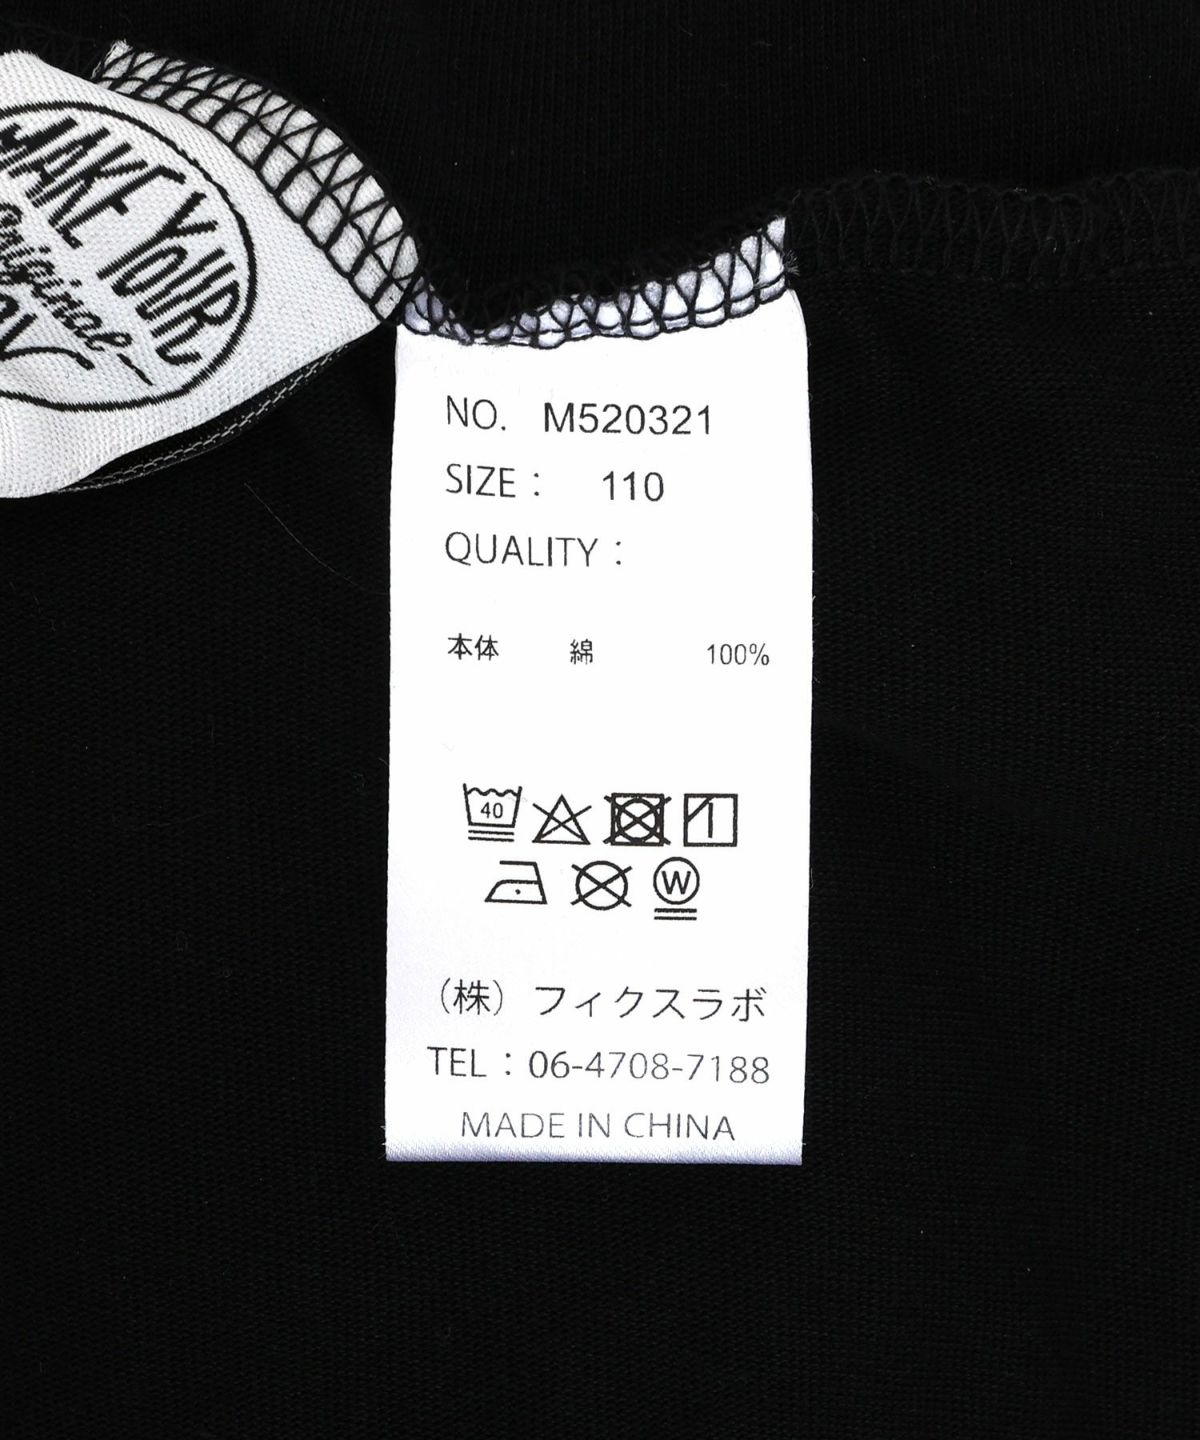 MAKE YOUR
original
NO. M520321
SIZE : 110
QUALITY :
本体 綿 100%
40
W
(株) フィクスラボ
TEL : 06-4708-7188
MADE IN CHINA